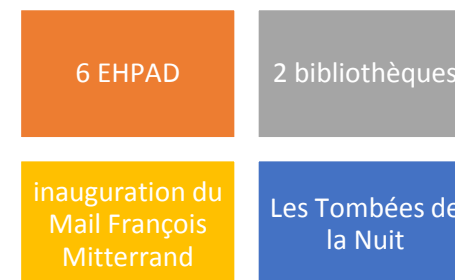 6 EHPAD
2 bibliothèques
inauguration du
Mail François
Mitterrand
Les Tombées de
la Nuit